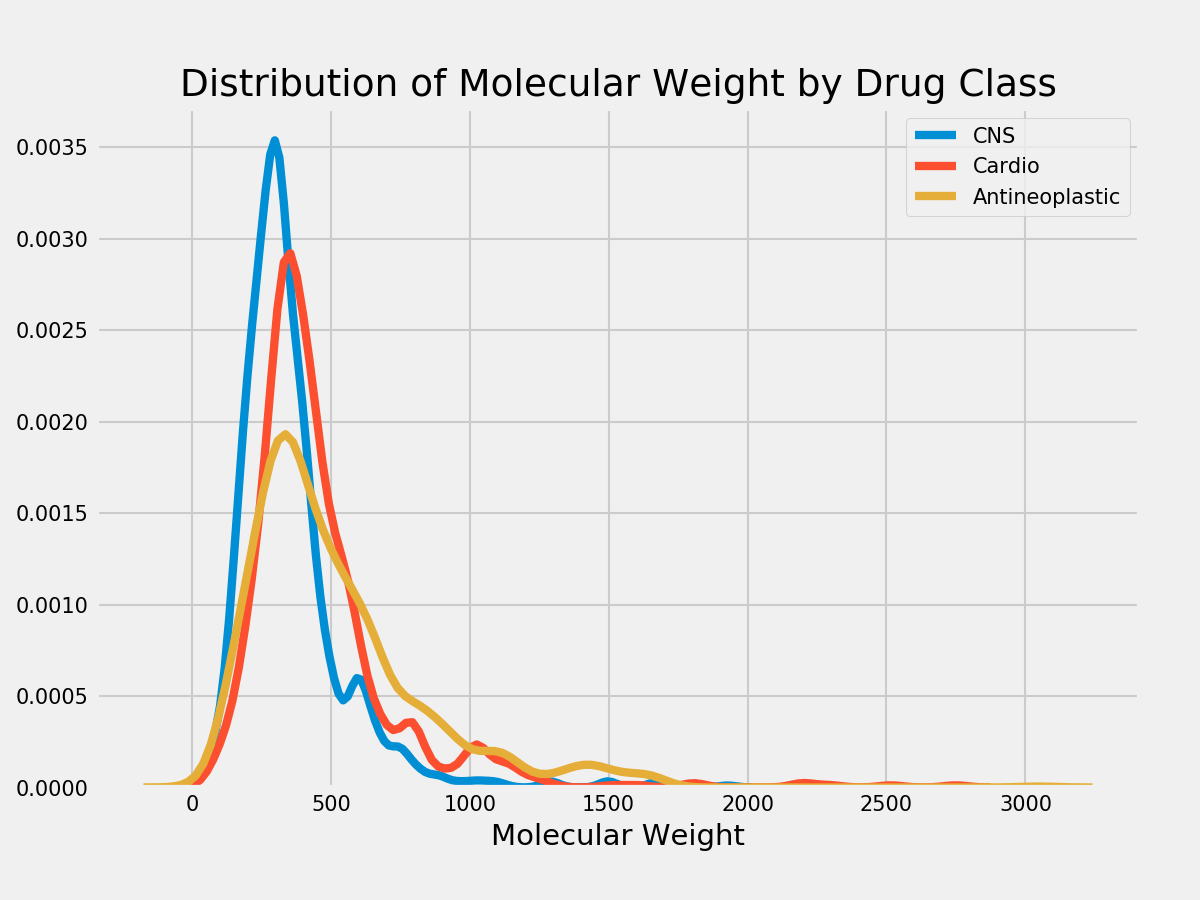 Distribution of Molecular Weight by Drug Class
CNS
Cardio
Antineoplastic
0.0035
0.0030
0.0025
0.0020
0.0015
0.0010
0.0005
0.0000
0 500 1000 1500 2000 2500 3000
Molecular Weight